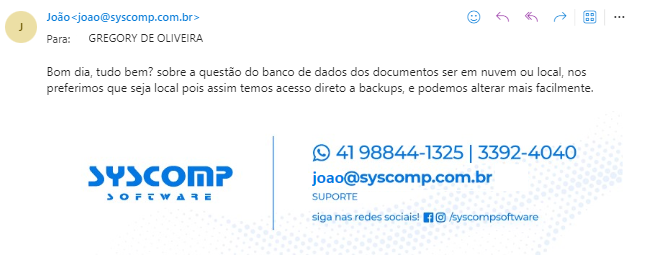 J
João<joao@syscomp.com.br>
Para: GREGORY DE OLIVEIRA
Bom dia, tudo bem? sobre a questão do banco de dados dos documentos ser em nuvem ou local, nos
preferimos que seja local pois assim temos acesso direto a backups, e podemos alterar mais facilmente.
SYSCOMP
SOFTWARE
41 98844-1325 | 3392-4040
joao@syscomp.com.br
SUPORTE
siga nas redes sociais! /syscompsoftware